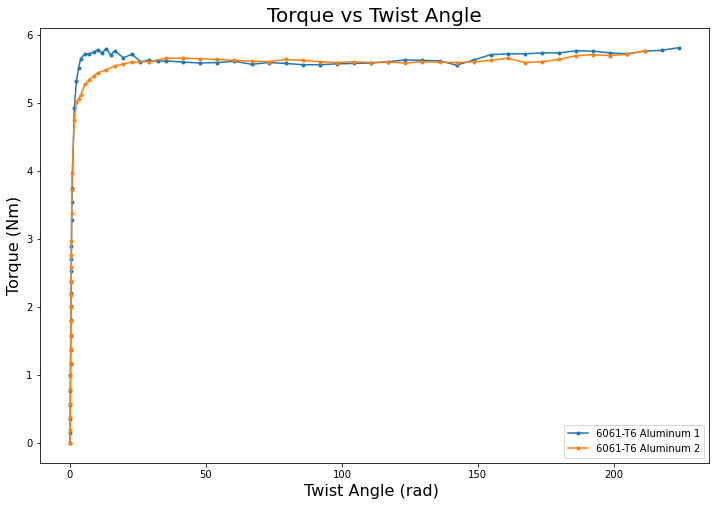 Torque vs Twist Angle
Torque (Nm)
6
5
4
3
2
1
0
0 50 100 150 200
Twist Angle (rad)
6061-T6 Aluminum 1
6061-T6 Aluminum 2